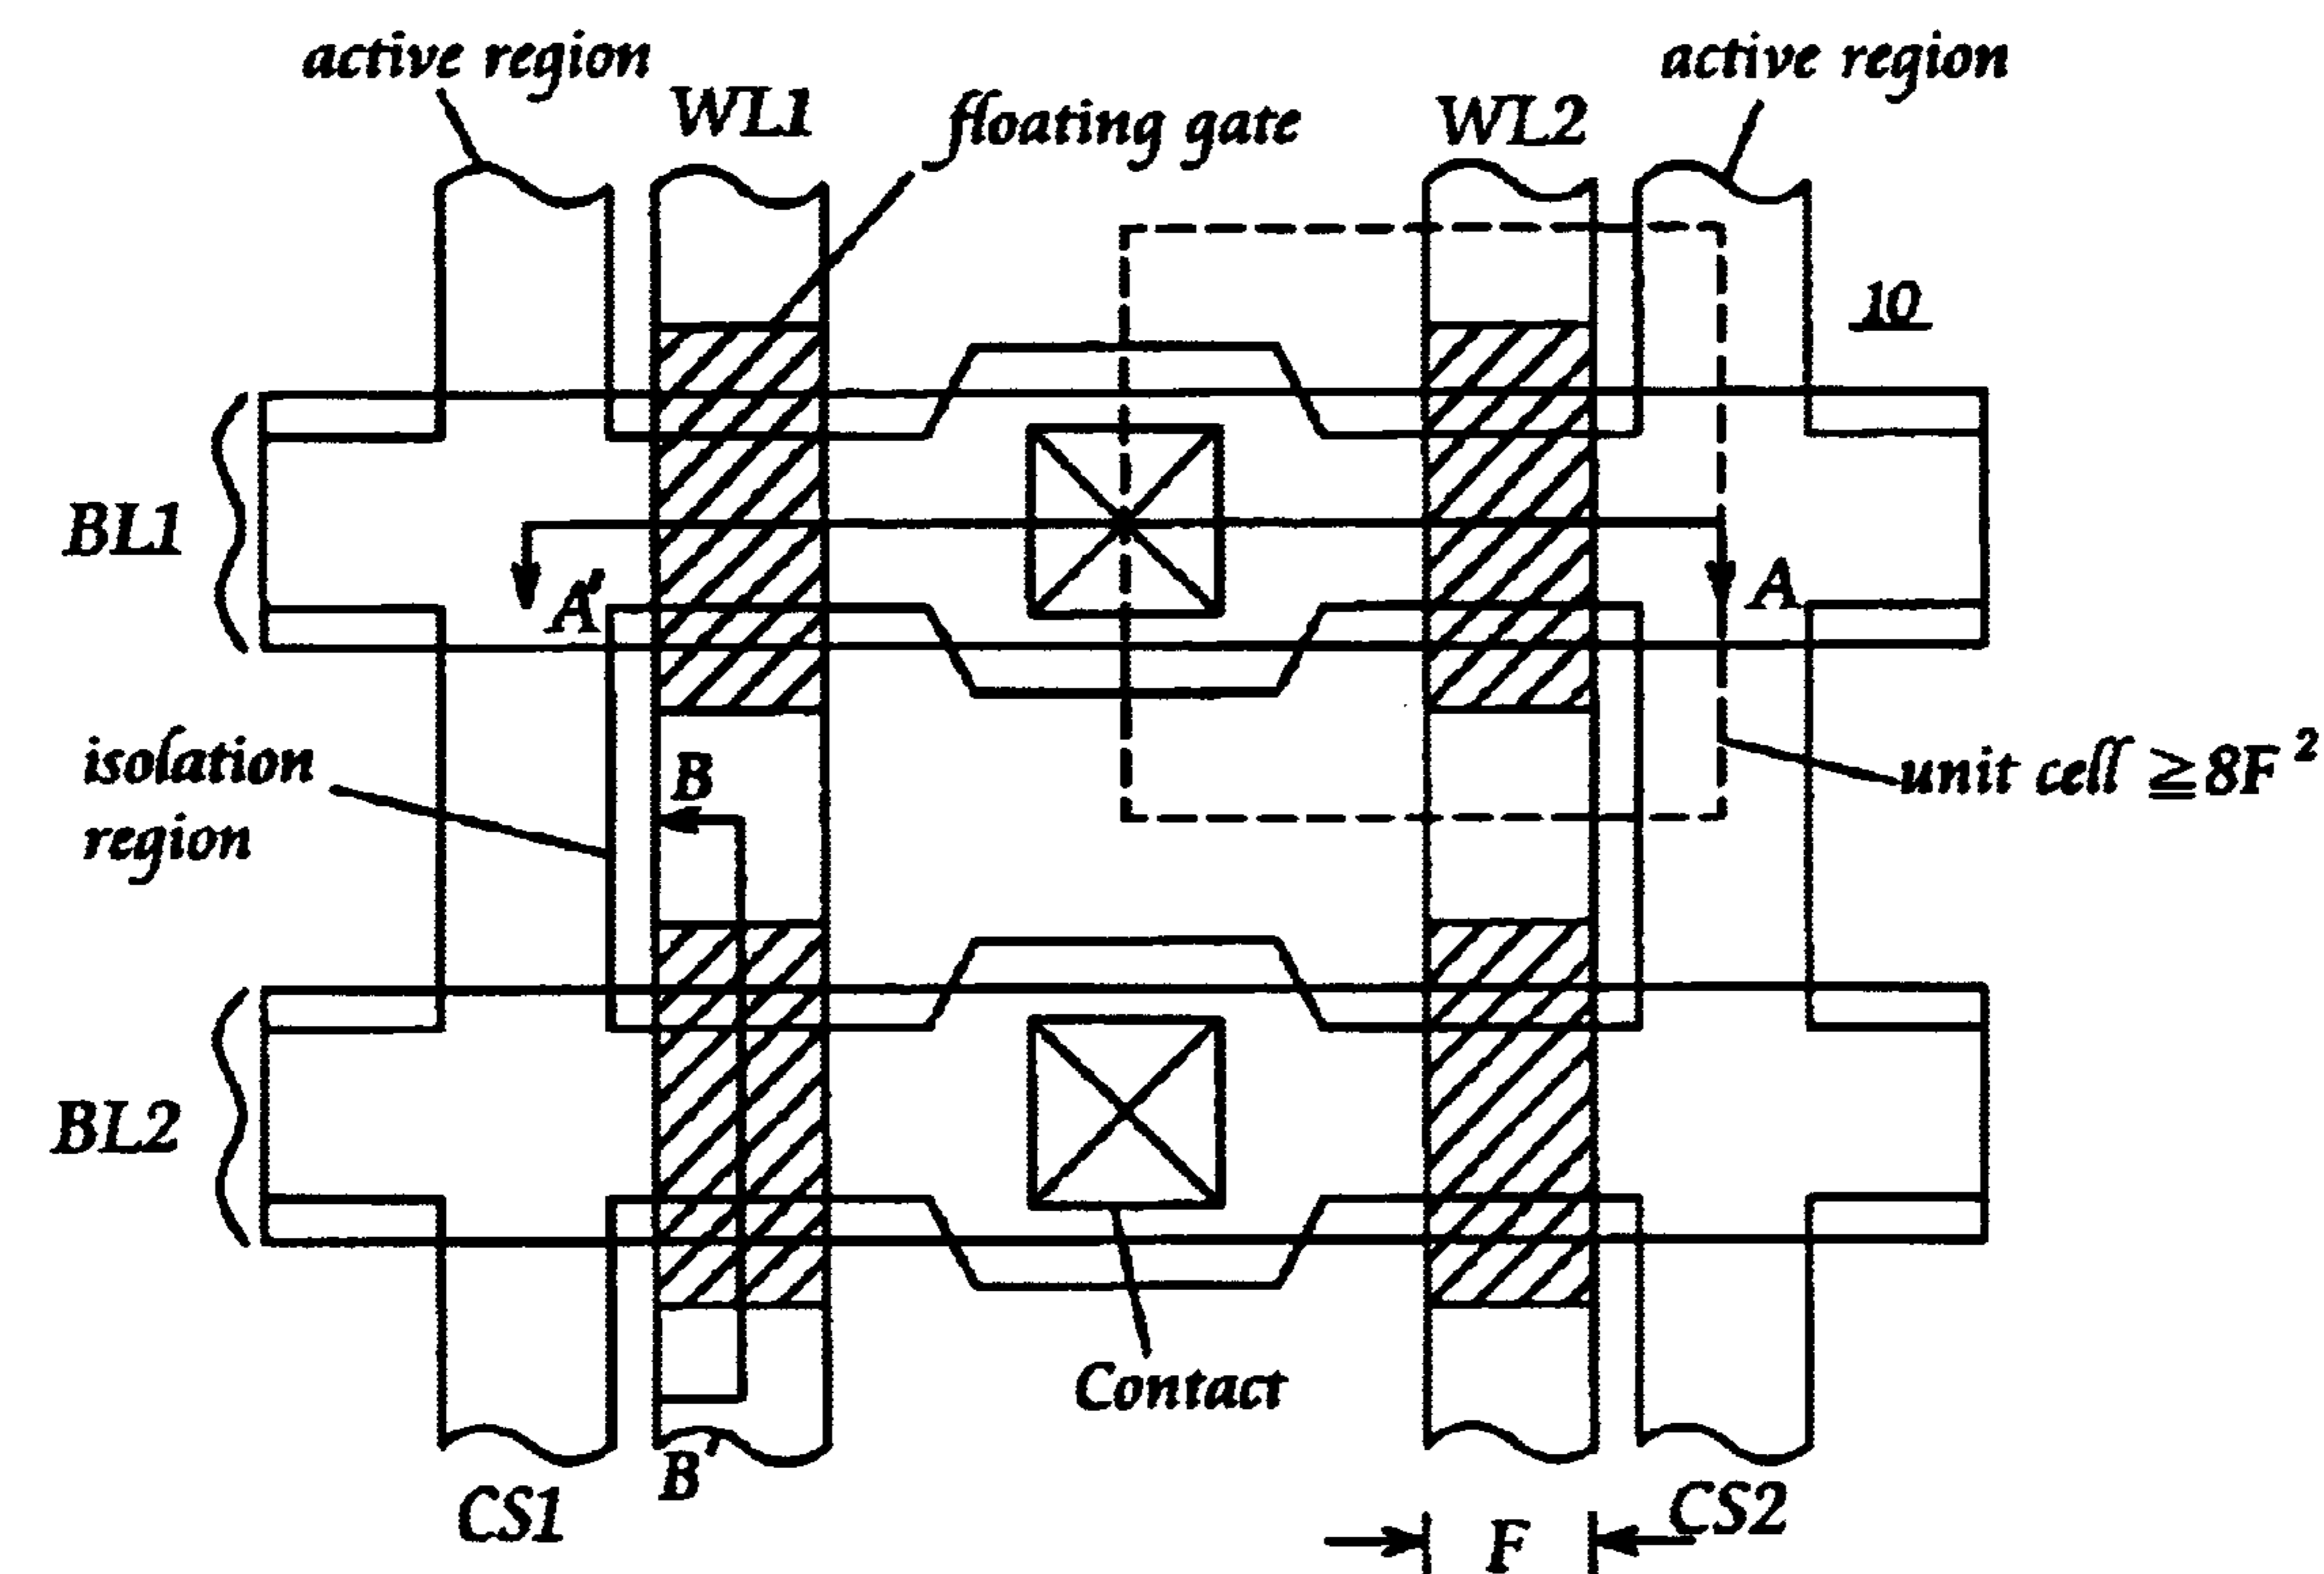 active region
WL1
floating gate
WL2
active region
10
BL1
A'
A
isolation
region
B
unit cell ≧8F²
BL2
Contact
B'
CS1
CS2
F